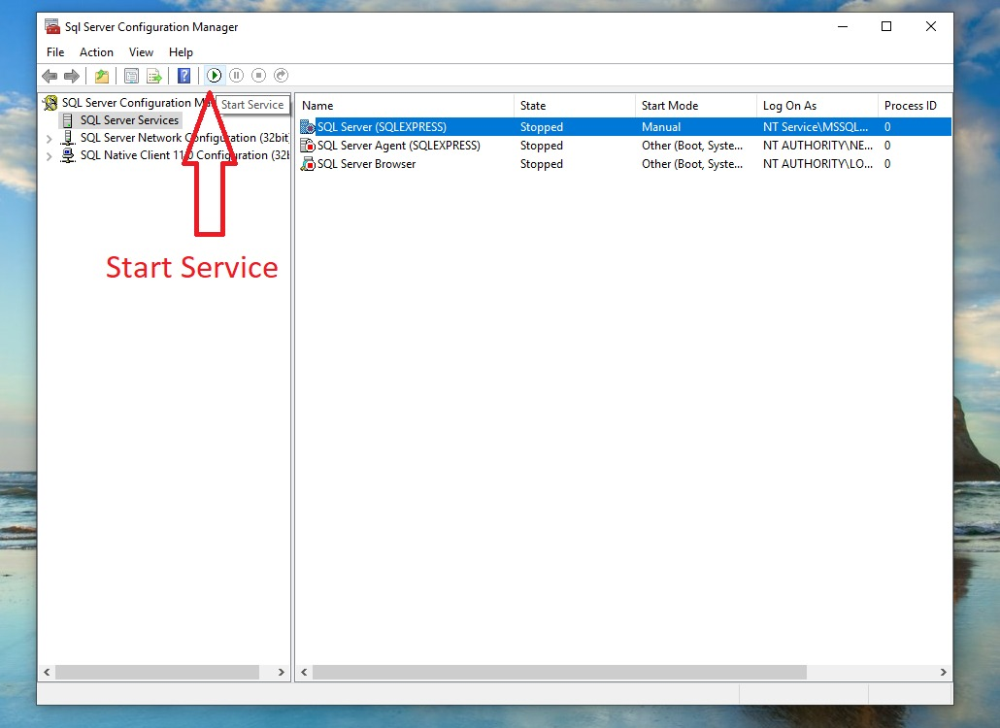 Sql Server Configuration Manager
File Action View Help
Start Service
SQL Server Configuration Ma
SQL Server Services
SQL Server Network Configuration (32bit
SQL Native Client 11.0 Configuration (32b
Start Service
Name State Start Mode Log On As Process ID
SQL Server (SQLEXPRESS) Stopped Manual NT Service\MSSQL... 0
SQL Server Agent (SQLEXPRESS) Stopped Other (Boot, Syste... NT AUTHORITY\NE... 0
SQL Server Browser Stopped Other (Boot, Syste... NT AUTHORITY\LO... 0